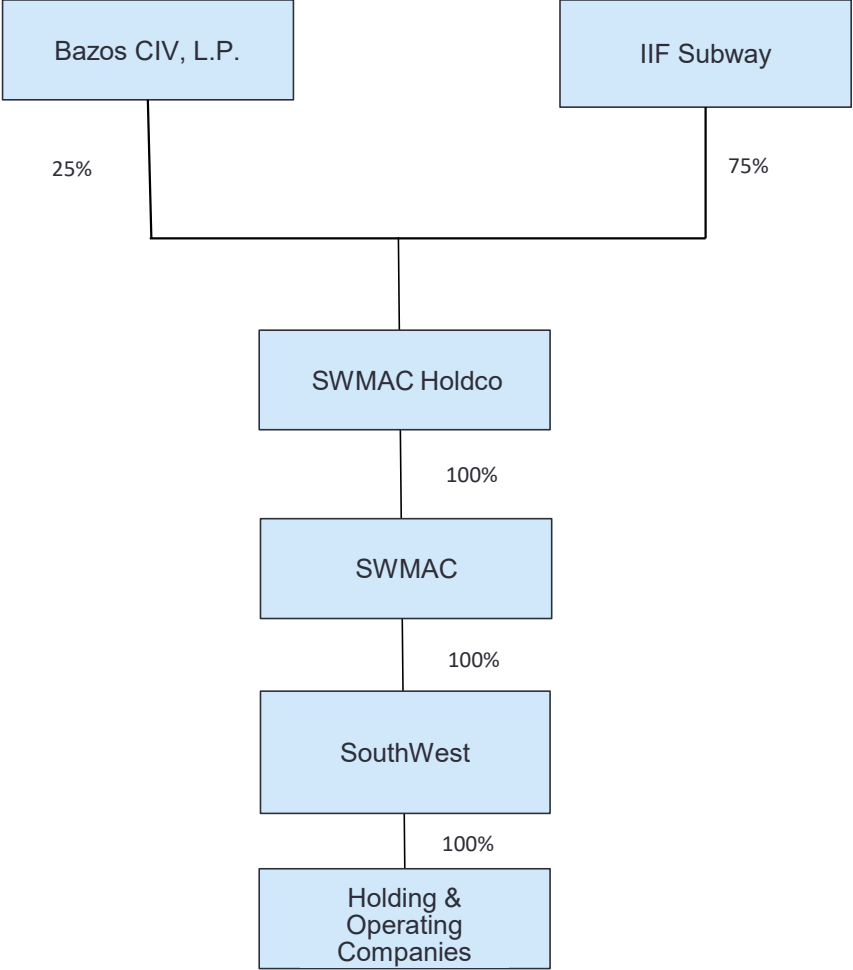 Bazos CIV, L.P.
IIF Subway
25%
75%
SWMAC Holdco
100%
SWMAC
100%
SouthWest
100%
Holding &
Operating
Companies